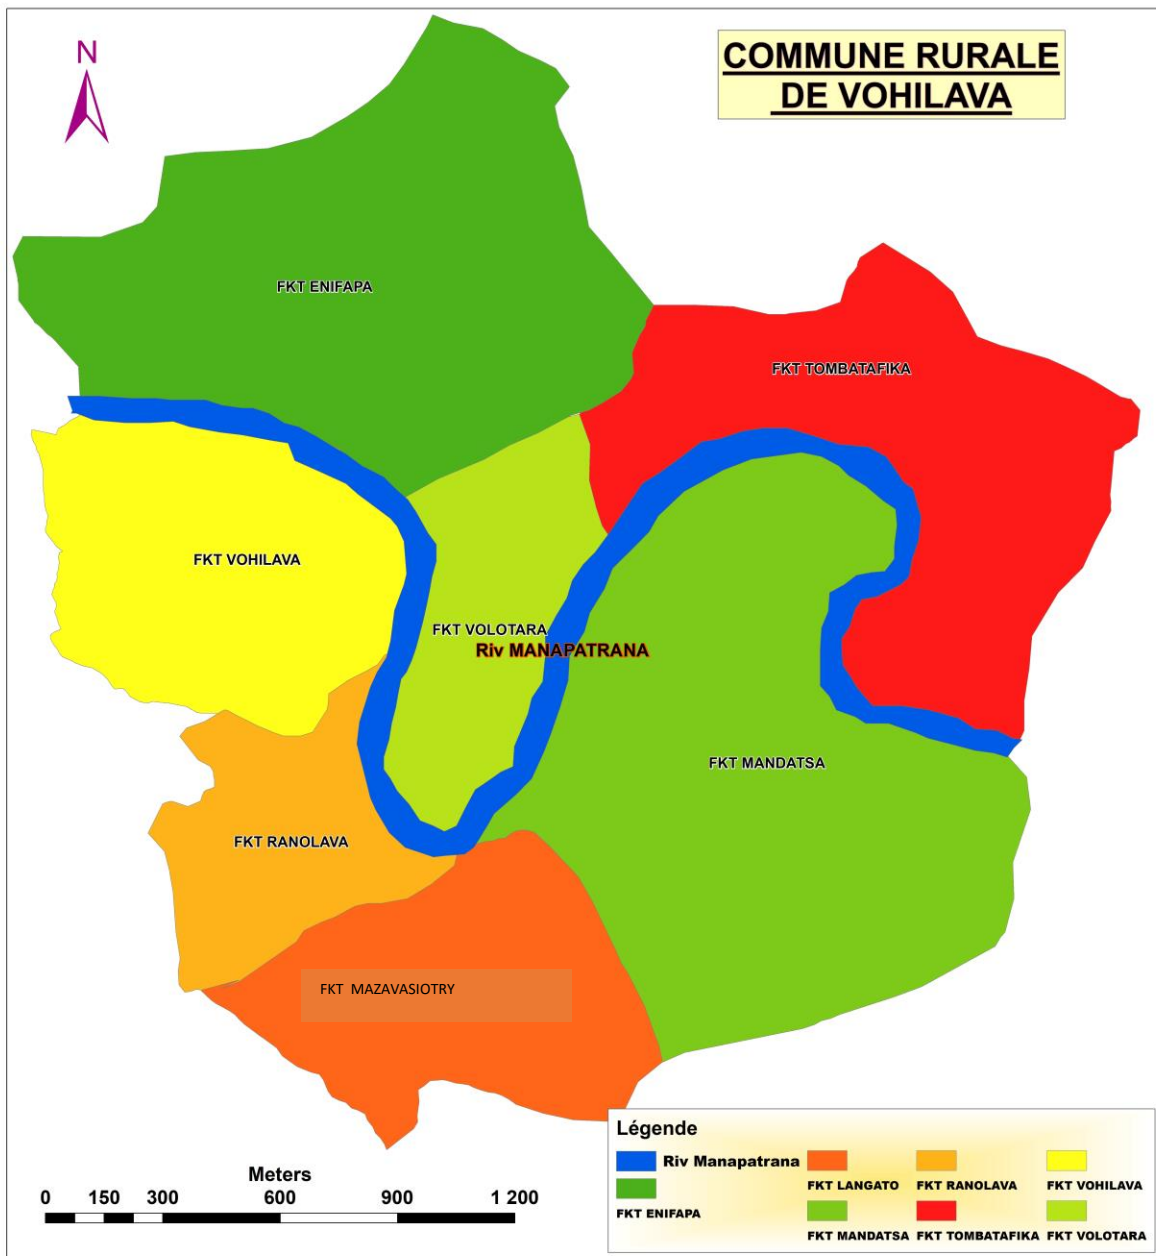 N
COMMUNE RURALE
DE VOHILAVA
FKT ENIFAPA
FKT TOMBATAFIKA
FKT VOHILAVA
FKT VOLOTARA
Riv MANAPATRANA
FKT MANDATSA
FKT RANOLAVA
FKT MAZAVASIOTRY
Meters
0 150 300 600 900 1 200
Légende
Riv Manapatrana
FKT ENIFAPA
FKT LANGATO
FKT RANOLAVA
FKT VOHILAVA
FKT MANDATSA
FKT TOMBATAFIKA
FKT VOLOTARA